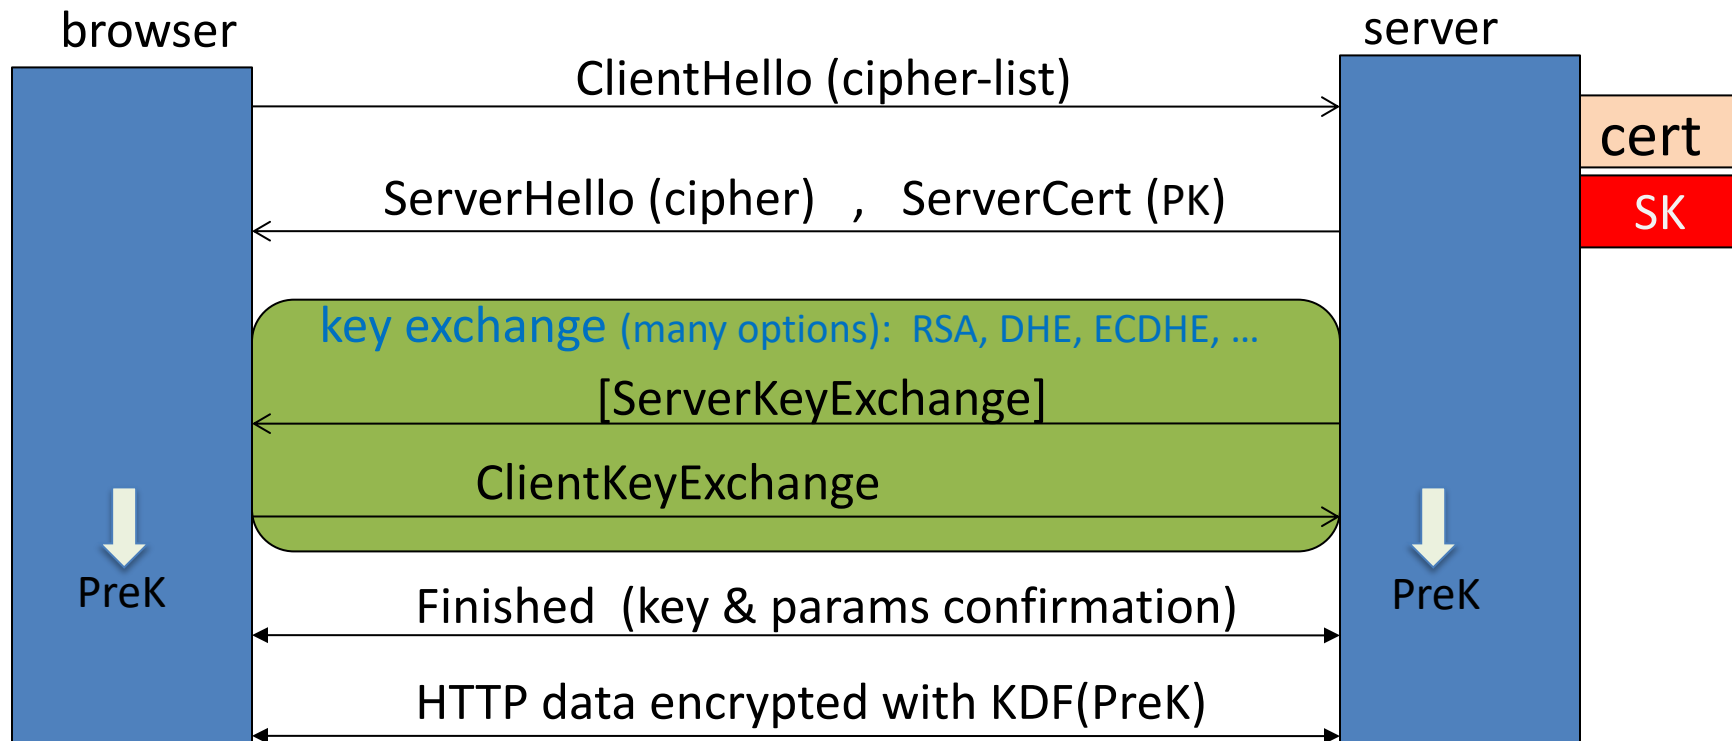 browser
server
ClientHello (cipher-list)
cert
ServerHello (cipher) , ServerCert (PK)
SK
key exchange (many options): RSA, DHE, ECDHE, ...
[ServerKeyExchange]
ClientKeyExchange
PreK
PreK
Finished (key & params confirmation)
HTTP data encrypted with KDF(PreK)